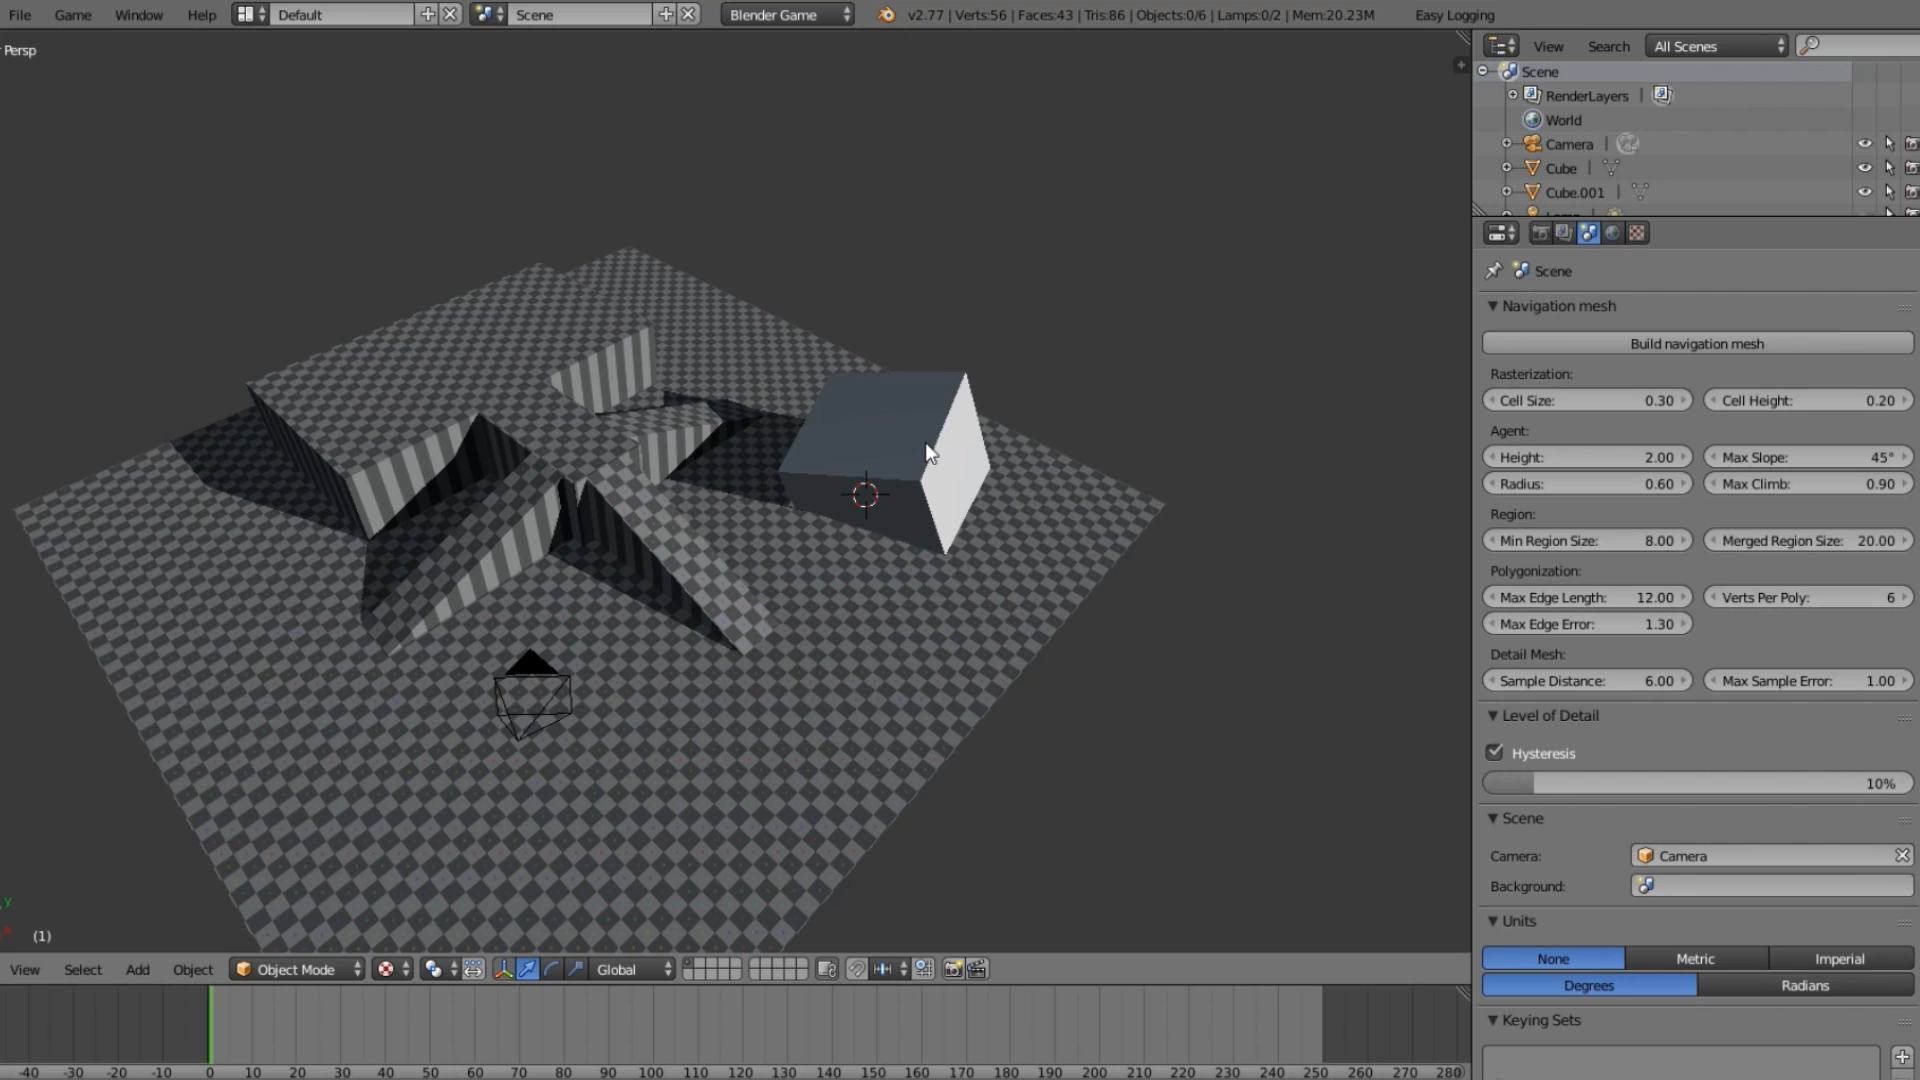 File Game Window Help Default Scene Blender Game v2.77 | Verts:56 | Faces:43 | Tris:86 | Objects:0/6 | Lamps:0/2 | Mem:20.23M Easy Logging
Persp
View Search All Scenes
Scene
RenderLayers
World
Camera
Cube
Cube.001
Scene
Navigation mesh
Build navigation mesh
Rasterization:
Cell Size: 0.30 Cell Height: 0.20
Agent:
Height: 2.00 Max Slope: 45°
Radius: 0.60 Max Climb: 0.90
Region:
Min Region Size: 8.00 Merged Region Size: 20.00
Polygonization:
Max Edge Length: 12.00 Verts Per Poly: 6
Max Edge Error: 1.30
Detail Mesh:
Sample Distance: 6.00 Max Sample Error: 1.00
Level of Detail
Hysteresis
10%
Scene
Camera: Camera
Background:
Units
None Metric Imperial
Degrees Radians
Keying Sets
y
(1)
View Select Add Object Object Mode Global
-40 -30 -20 -10 0 10 20 30 40 50 60 70 80 90 100 110 120 130 140 150 160 170 180 190 200 210 220 230 240 250 260 270 280